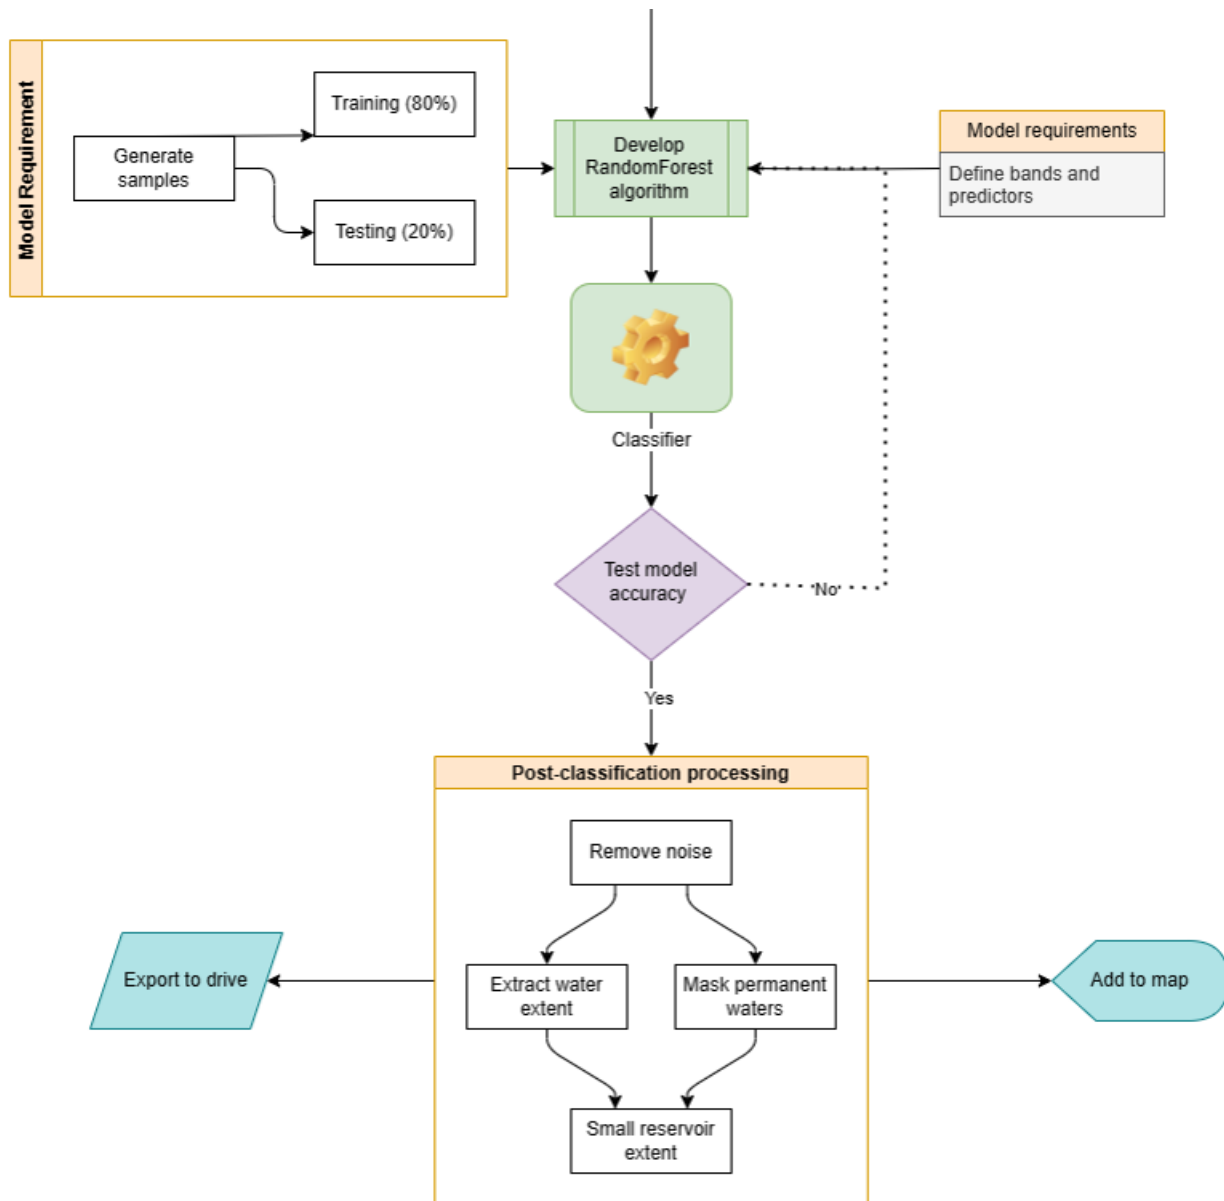 Model Requirement
Training (80%)
Generate
samples
Testing (20%)
Develop
RandomForest
algorithm
Model requirements
Define bands and
predictors
Classifier
Test model
accuracy
No
Yes
Post-classification processing
Remove noise
Extract water
extent
Mask permanent
waters
Small reservoir
extent
Export to drive
Add to map